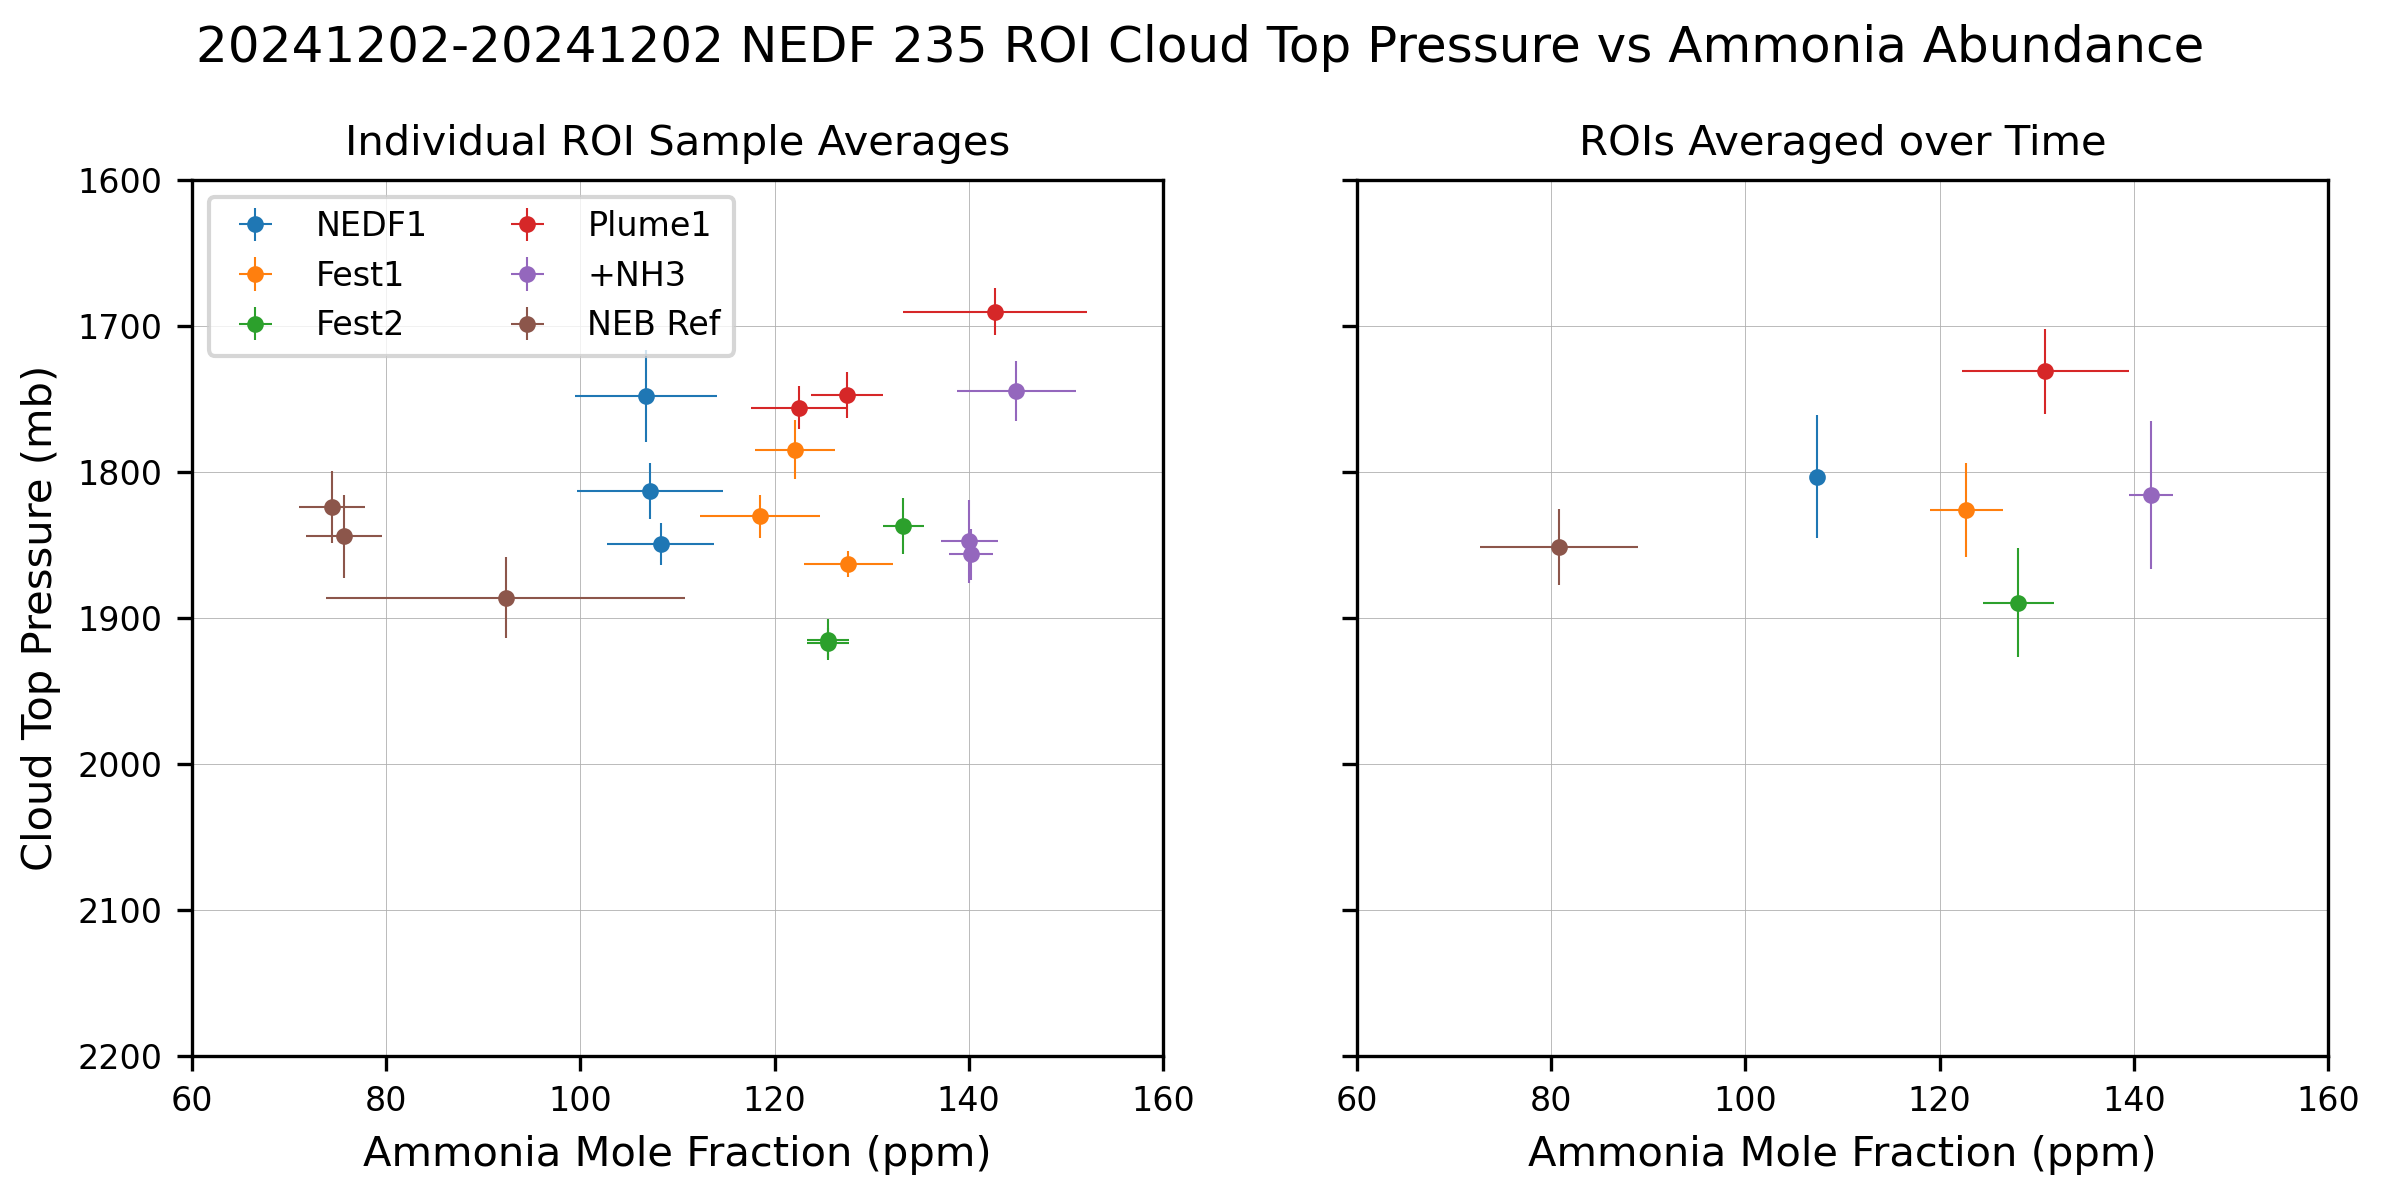 20241202-20241202 NEDF 235 ROI Cloud Top Pressure vs Ammonia Abundance
Individual ROI Sample Averages
ROIs Averaged over Time
NEDF1
Fest1
Fest2
Plume1
+NH3
NEB Ref
Cloud Top Pressure (mb)
1600
1700
1800
1900
2000
2100
2200
60 80 100 120 140 160
Ammonia Mole Fraction (ppm)
60 80 100 120 140 160
Ammonia Mole Fraction (ppm)